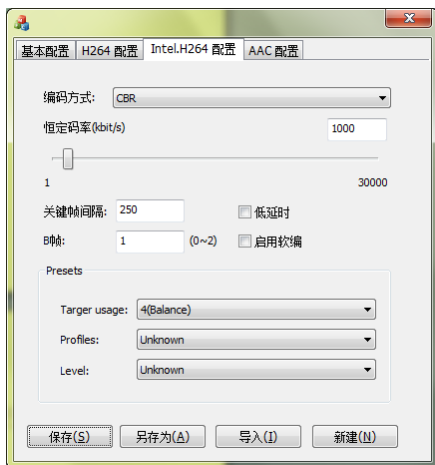 基本配置 H264 配置 Intel.H264 配置 AAC 配置
编码方式: CBR
恒定码率(kbit/s) 1000
1 30000
关键帧间隔: 250 低延时
B帧: 1 (0~2) 启用软编
Presets
Targer usage: 4(Balance)
Profiles: Unknown
Level: Unknown
保存(S) 另存为(A) 导入(I) 新建(N)